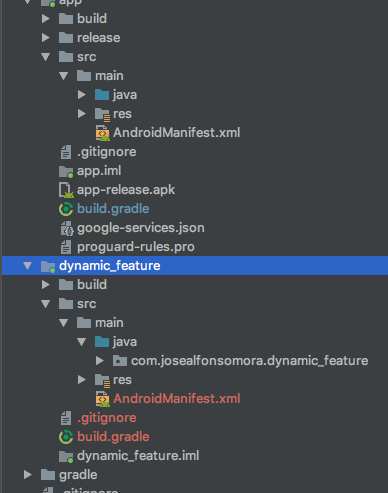 app
build
release
src
main
java
res
AndroidManifest.xml
.gitignore
app.iml
app-release.apk
build.gradle
google-services.json
proguard-rules.pro
dynamic_feature
build
src
main
java
com.josealfonsomora.dynamic_feature
res
AndroidManifest.xml
.gitignore
build.gradle
dynamic_feature.iml
gradle
.gitignore